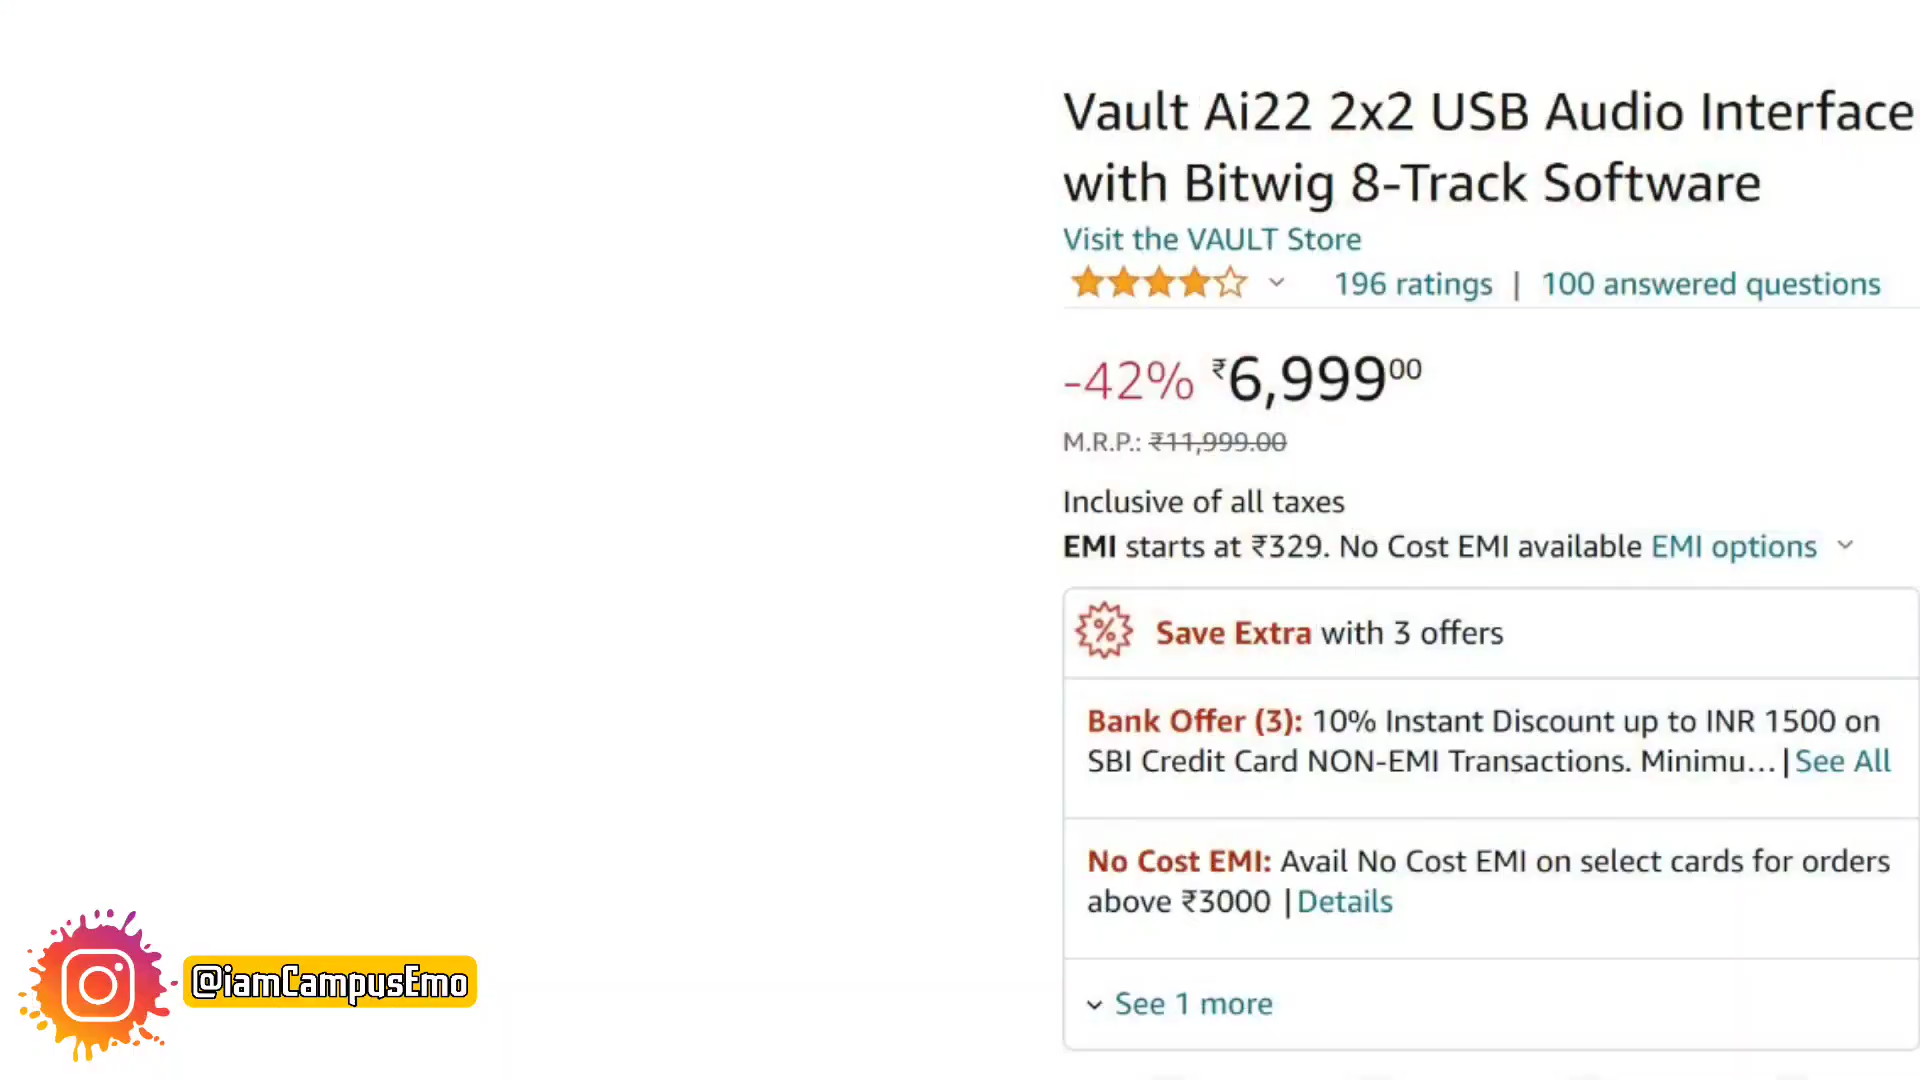 Vault Ai22 2x2 USB Audio Interface
with Bitwig 8-Track Software
Visit the VAULT Store
196 ratings | 100 answered questions
-42% ₹6,99900
M.R.P.: ₹11,999.00
Inclusive of all taxes
EMI starts at ₹329. No Cost EMI available EMI options
Save Extra with 3 offers
Bank Offer (3): 10% Instant Discount up to INR 1500 on
SBI Credit Card NON-EMI Transactions. Minimu... | See All
No Cost EMI: Avail No Cost EMI on select cards for orders
above ₹3000 | Details
See 1 more
@iamCampusEmo